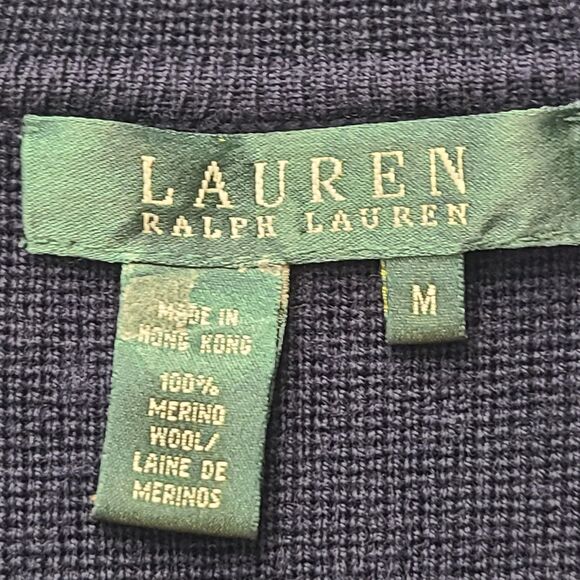 LAUREN
RALPH LAUREN
M
MADE IN
HONG KONG
100%
MERINO
WOOL/
LAINE DE
MERINOS